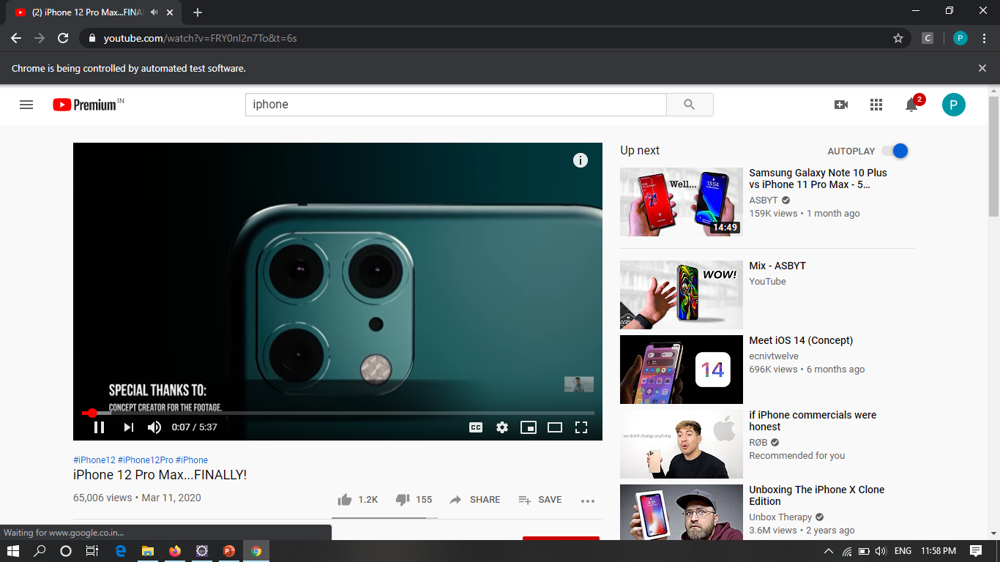 (2) iPhone 12 Pro Max...FINAL
youtube.com/watch?v=FRY0nI2n7To&t=6s
C
P
Chrome is being controlled by automated test software.
Premium IN
iphone
2
P
Up next
AUTOPLAY
Well...
13:54
14:49
Samsung Galaxy Note 10 Plus
vs iPhone 11 Pro Max - 5…
ASBYT
159K views • 1 month ago
WOW!
Mix - ASBYT
YouTube
14
Meet iOS 14 (Concept)
ecnivtwelve
696K views • 6 months ago
we didn't change anything
if iPhone commercials were
honest
RØB
Recommended for you
Unboxing The iPhone X Clone
Edition
Unbox Therapy
3.6M views • 2 years ago
SPECIAL THANKS TO:
CONCEPT CREATOR FOR THE FOOTAGE.
0:07 / 5:37
CC
#iPhone12 #iPhone12Pro #iPhone
iPhone 12 Pro Max...FINALLY!
65,006 views • Mar 11, 2020
1.2K
155
SHARE
SAVE
Waiting for www.google.co.in...
ENG
11:58 PM